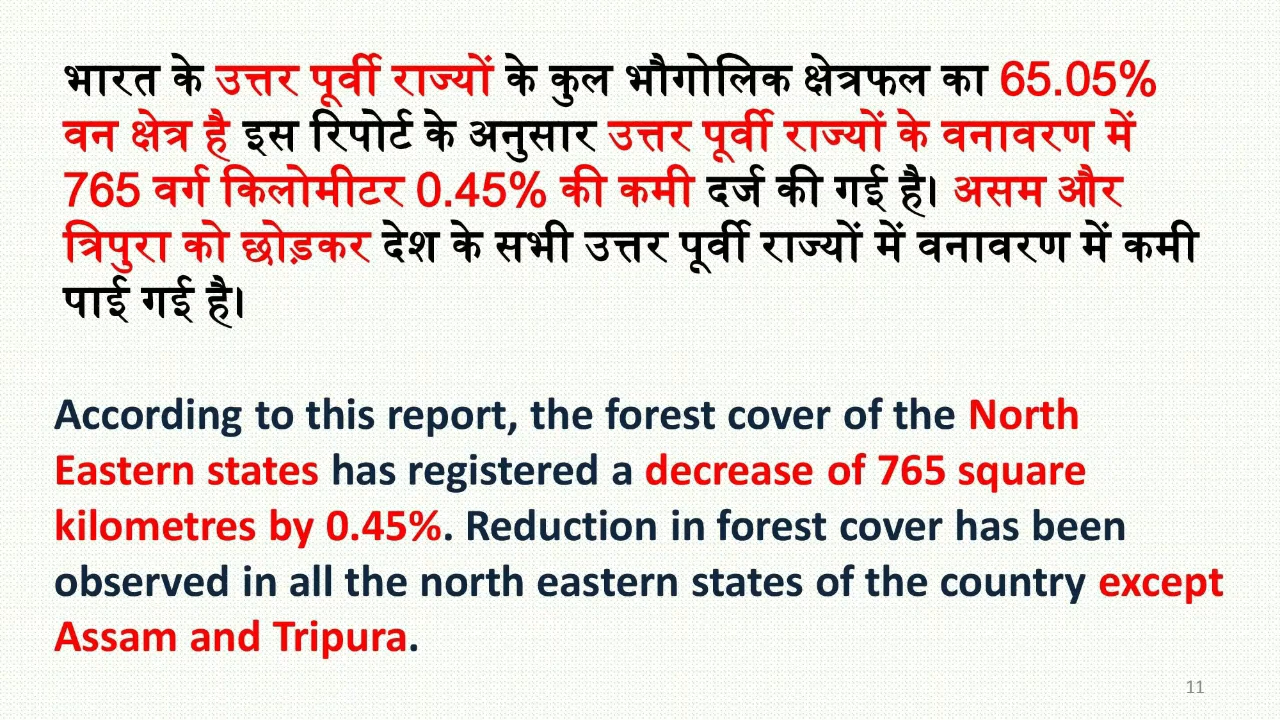 भारत के उत्तर पूर्वी राज्यों के कुल भौगोलिक क्षेत्रफल का 65.05%
वन क्षेत्र है इस रिपोर्ट के अनुसार उत्तर पूर्वी राज्यों के वनावरण में
765 वर्ग किलोमीटर 0.45% की कमी दर्ज की गई है। असम और
त्रिपुरा को छोड़कर देश के सभी उत्तर पूर्वी राज्यों में वनावरण में कमी
पाई गई है।
According to this report, the forest cover of the North
Eastern states has registered a decrease of 765 square
kilometres by 0.45%. Reduction in forest cover has been
observed in all the north eastern states of the country except
Assam and Tripura.
11